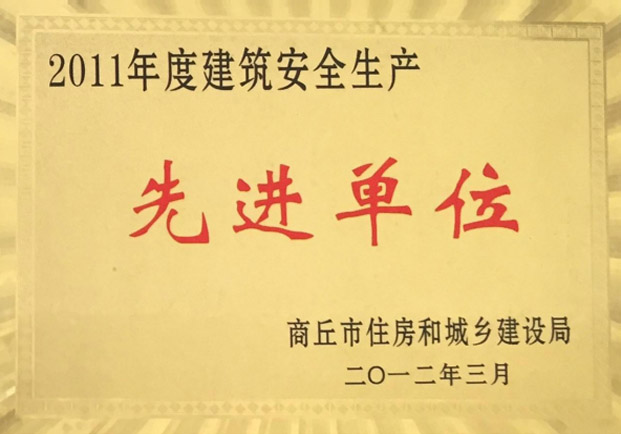 2011年度建筑安全生产
先进单位
商丘市住房和城乡建设局
二〇一二年三月